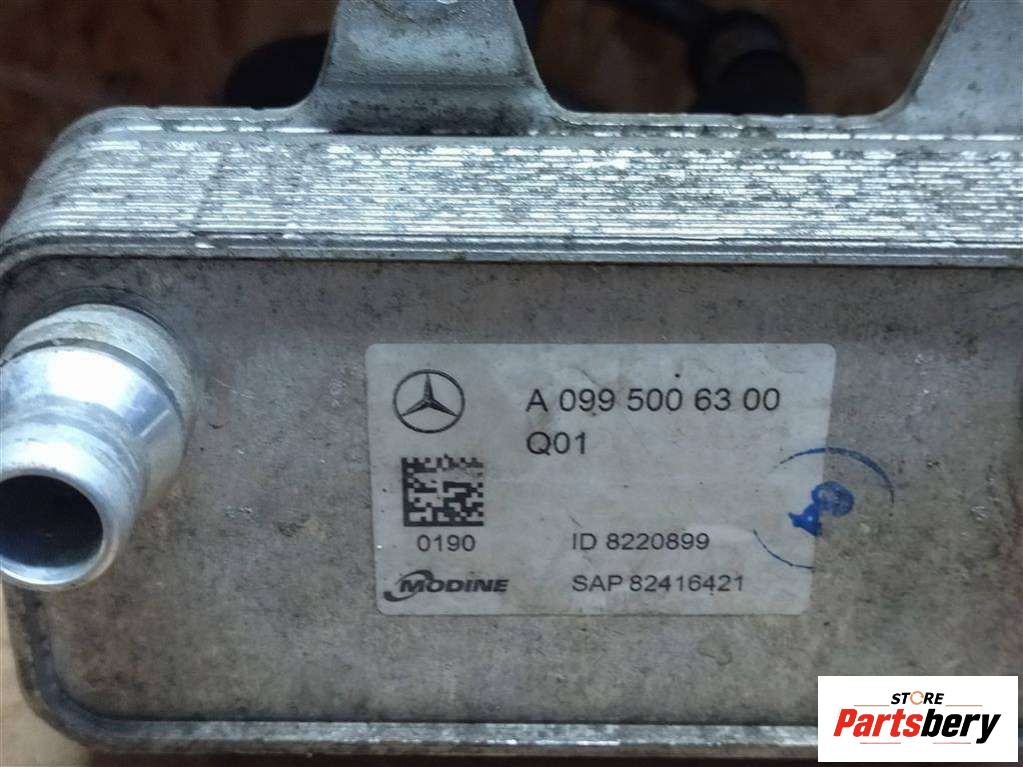 A 099 500 63 00
Q01
0190
ID 8220899
MODINE
SAP 82416421
STORE
Partsbery